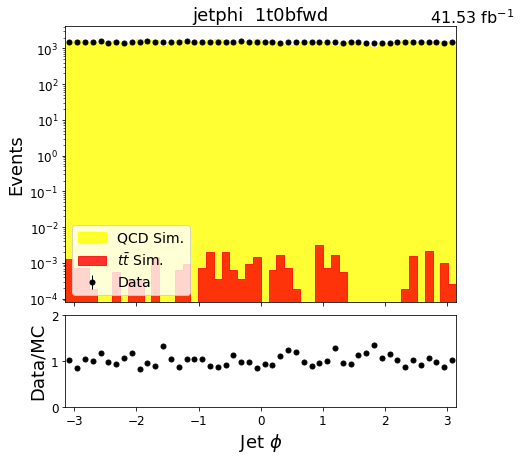 jetphi 1t0bfwd
41.53 fb⁻¹
Events
10³
10²
10¹
10⁰
10⁻¹
10⁻²
10⁻³
10⁻⁴
QCD Sim.
tt̄ Sim.
Data
Data/MC
2
1
0
−3 −2 −1 0 1 2 3
Jet ϕ